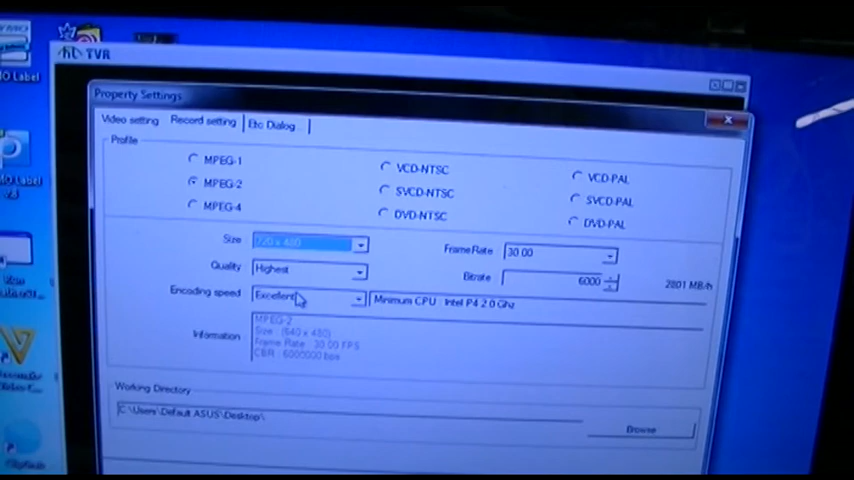 TVR
MO Label
Property Settings
Video setting
Record setting
Etc Dialog
Profile
MPEG-1
VCD-NTSC
VCD-PAL
MPEG-2
SVCD-NTSC
SVCD-PAL
MPEG-4
DVD-NTSC
DVD-PAL
Size
720 x 480
Frame Rate
30.00
Quality
Highest
Bitrate
6000
2801 MB/h
Encoding speed
Excellent
Minimum CPU : Intel P4 2.0 Ghz
Information
MPEG-2
Size : (640 x 480)
Frame Rate : 30.00 FPS
CBR : 6000000 bps
Working Directory
C:\Users\Default ASUS\Desktop\
Browse